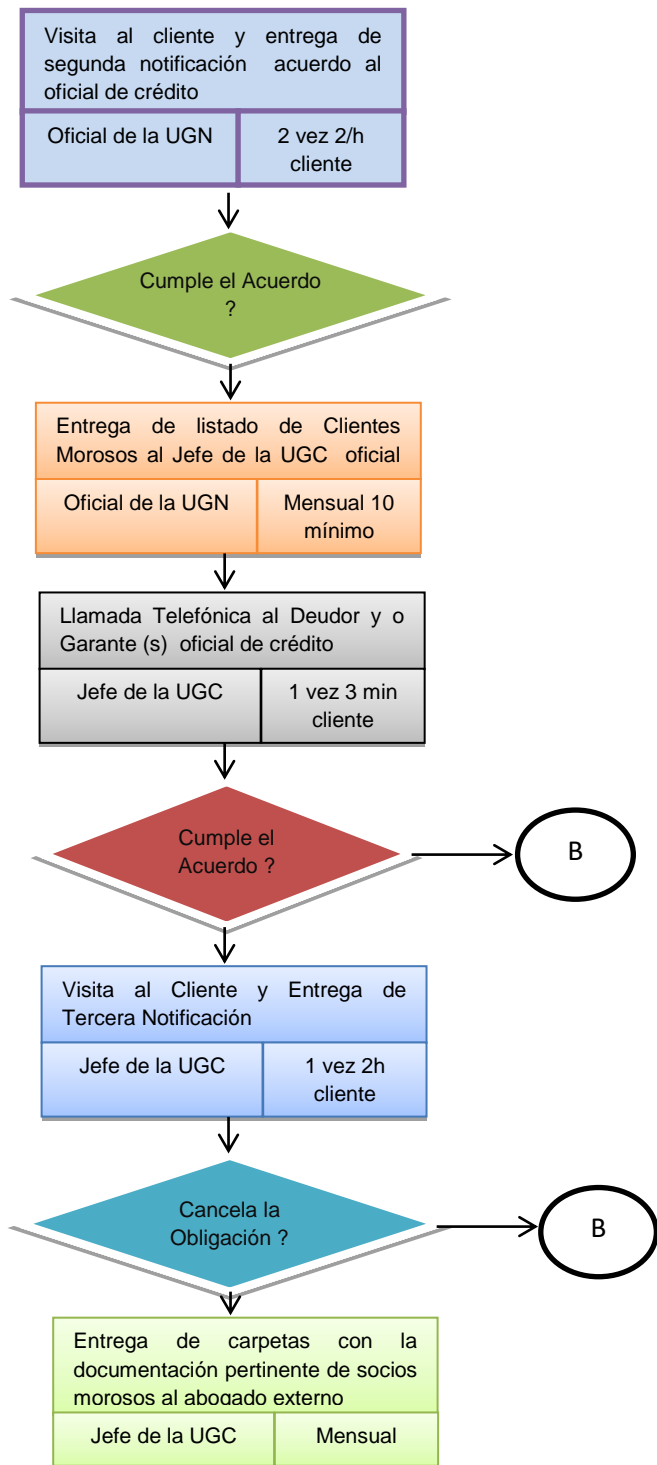 Visita al cliente y entrega de
segunda notificación acuerdo al
oficial de crédito
Oficial de la UGN
2 vez 2/h
cliente
Cumple el Acuerdo
?
Entrega de listado de Clientes
Morosos al Jefe de la UGC oficial
Oficial de la UGN
Mensual 10
mínimo
Llamada Telefónica al Deudor y o
Garante (s) oficial de crédito
Jefe de la UGC
1 vez 3 min
cliente
Cumple el
Acuerdo ?
B
Visita al Cliente y Entrega de
Tercera Notificación
Jefe de la UGC
1 vez 2h
cliente
Cancela la
Obligación ?
B
Entrega de carpetas con la
documentación pertinente de socios
morosos al abogado externo
Jefe de la UGC
Mensual